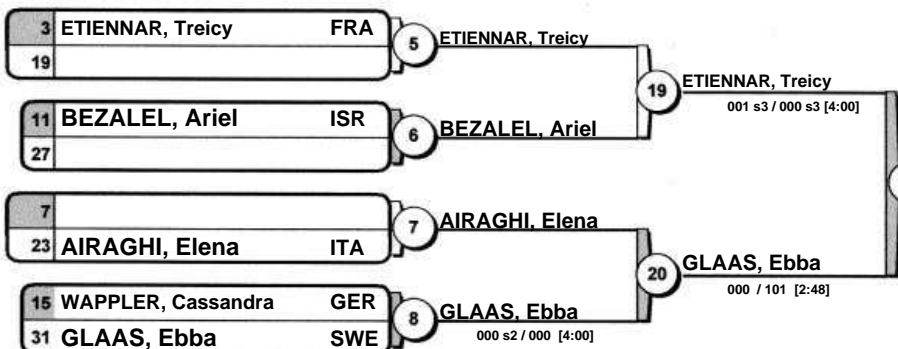 3 ETIENNAR, Treicy FRA
19
5 ETIENNAR, Treicy
11 BEZALEL, Ariel ISR
27
6 BEZALEL, Ariel
19 ETIENNAR, Treicy
001 s3 / 000 s3 [4:00]
7
23 AIRAGHI, Elena ITA
7 AIRAGHI, Elena
15 WAPPLER, Cassandra GER
31 GLAAS, Ebba SWE
8 GLAAS, Ebba
000 s2 / 000 [4:00]
20 GLAAS, Ebba
000 / 101 [2:48]